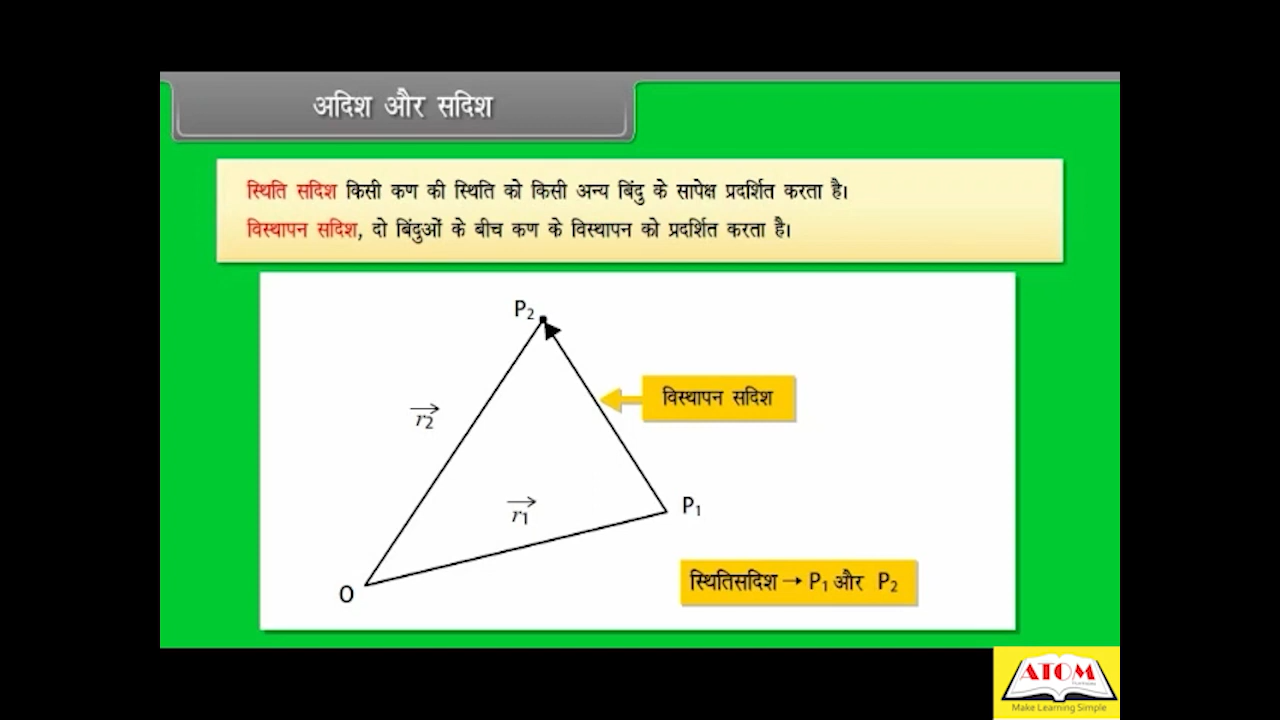 अदिश और सदिश
स्थिति सदिश किसी कण की स्थिति को किसी अन्य बिंदु के सापेक्ष प्रदर्शित करता है।
विस्थापन सदिश, दो बिंदुओं के बीच कण के विस्थापन को प्रदर्शित करता है।
P₂
विस्थापन सदिश
r₂
r₁
P₁
O
स्थितिसदिश → P₁ और P₂
ATOM
Make Learning Simple